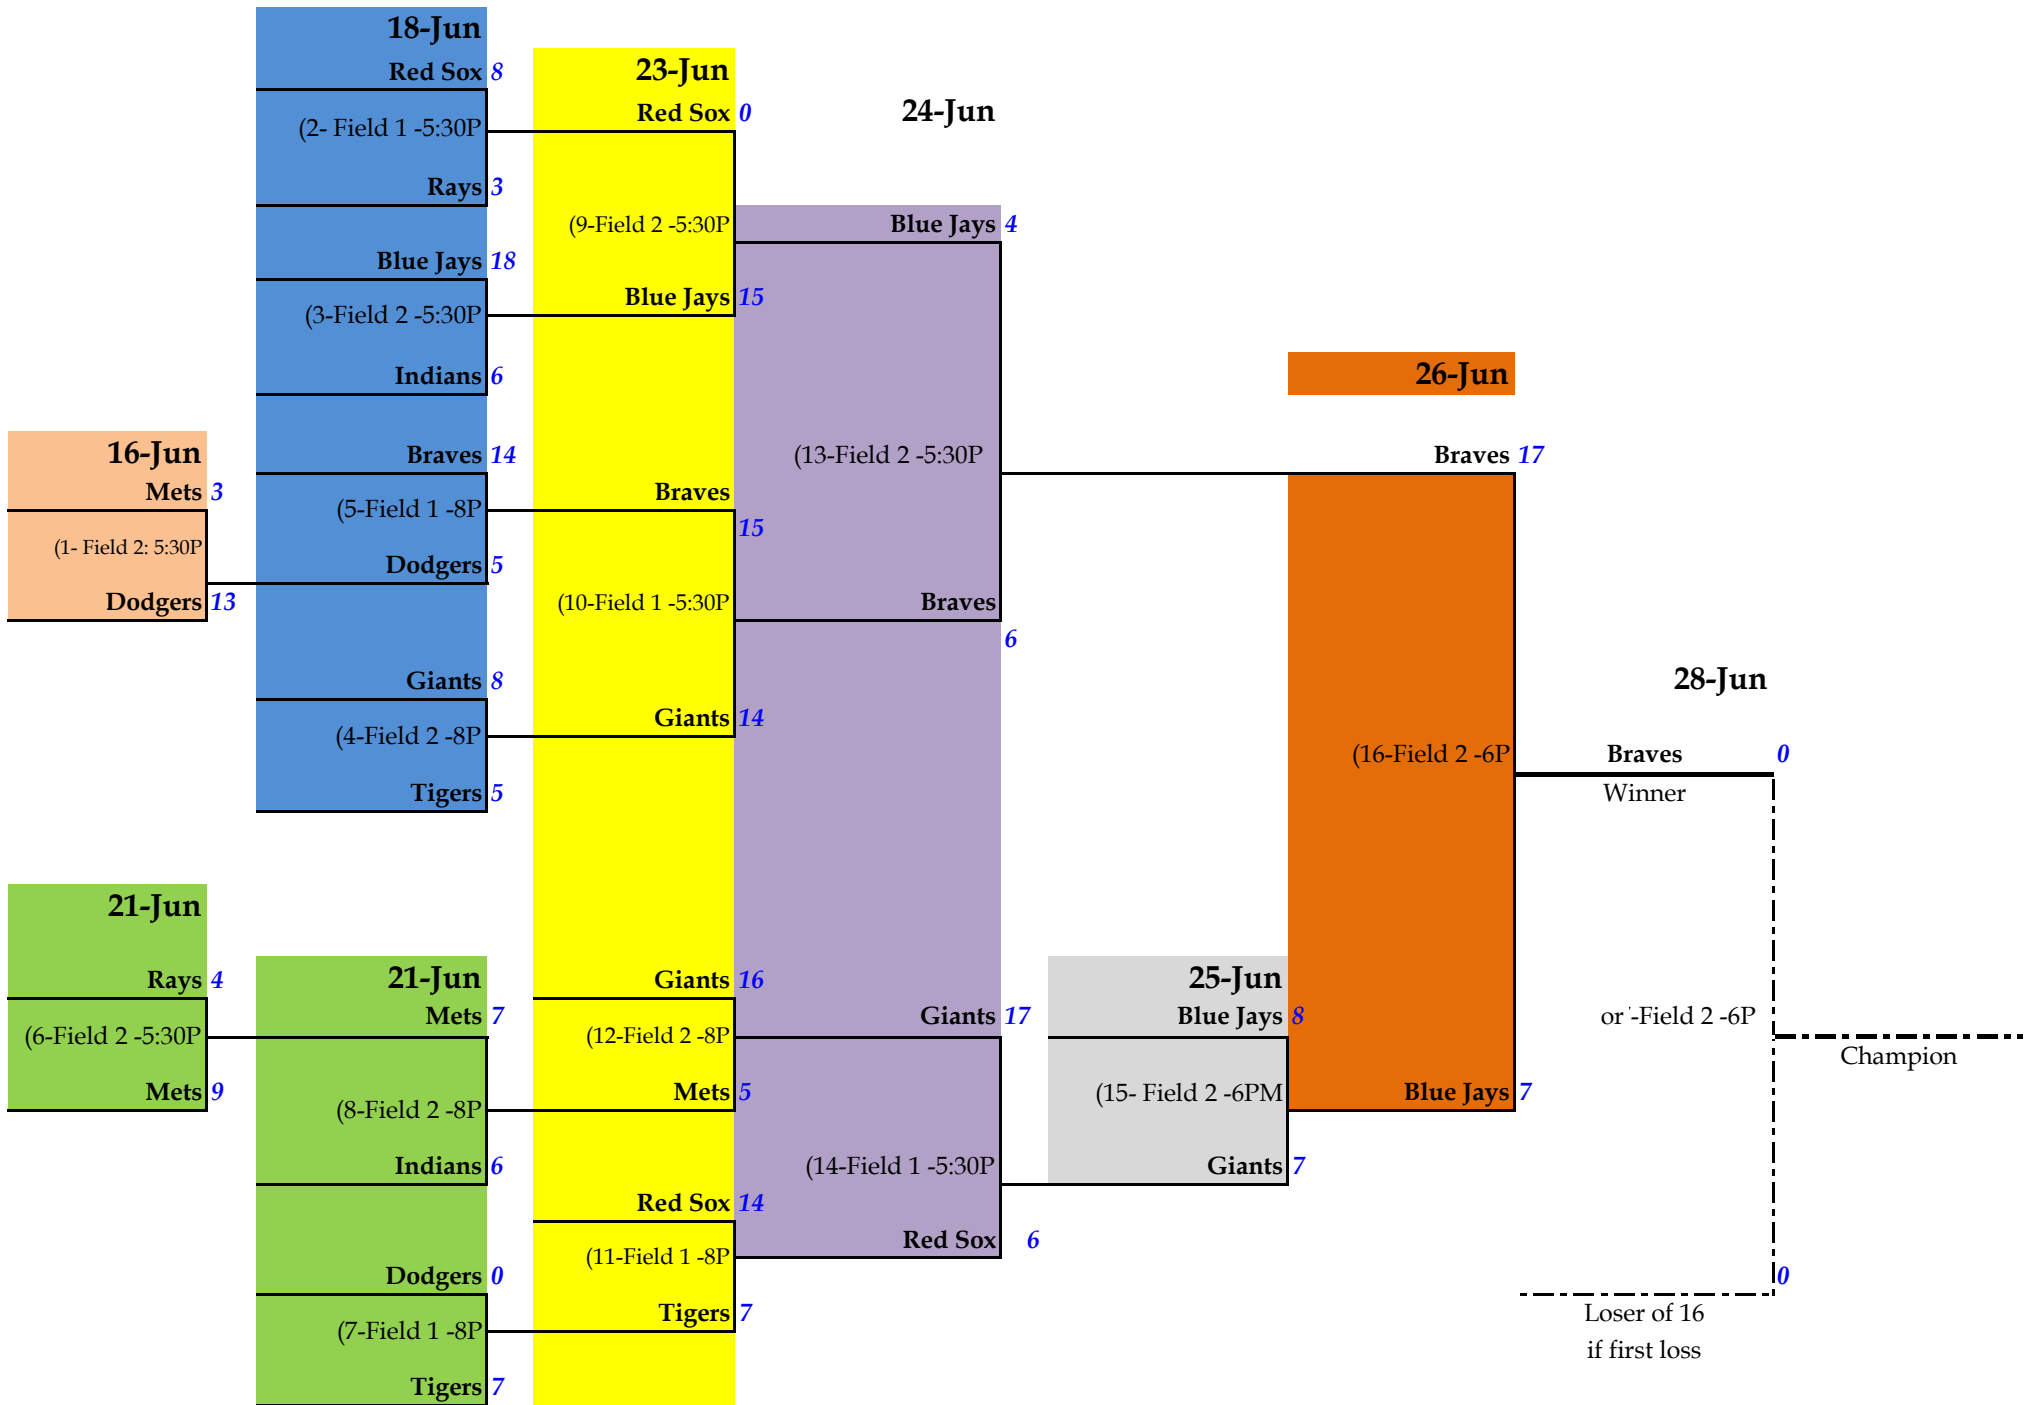 18-Jun
Red Sox 8
(2- Field 1 -5:30P
Rays 3
Blue Jays 18
(3-Field 2 -5:30P
Indians 6
Braves 14
(5-Field 1 -8P
Dodgers 5
Giants 8
(4-Field 2 -8P
Tigers 5
16-Jun
Mets 3
(1- Field 2: 5:30P
Dodgers 13
21-Jun
Rays 4
(6-Field 2 -5:30P
Mets 9
21-Jun
Mets 7
(8-Field 2 -8P
Indians 6
Dodgers 0
(7-Field 1 -8P
Tigers 7
23-Jun
Red Sox 0
(9-Field 2 -5:30P
Blue Jays 15
Braves
15
(10-Field 1 -5:30P
Giants 14
Giants 16
(12-Field 2 -8P
Mets 5
Red Sox 14
(11-Field 1 -8P
Tigers 7
24-Jun
Blue Jays 4
(13-Field 2 -5:30P
Braves
6
Giants 17
(14-Field 1 -5:30P
Red Sox 6
25-Jun
Blue Jays 8
(15- Field 2 -6PM
Giants 7
26-Jun
Braves 17
(16-Field 2 -6P
Blue Jays 7
28-Jun
Braves 0
Winner
or -Field 2 -6P
Champion
0
Loser of 16
if first loss